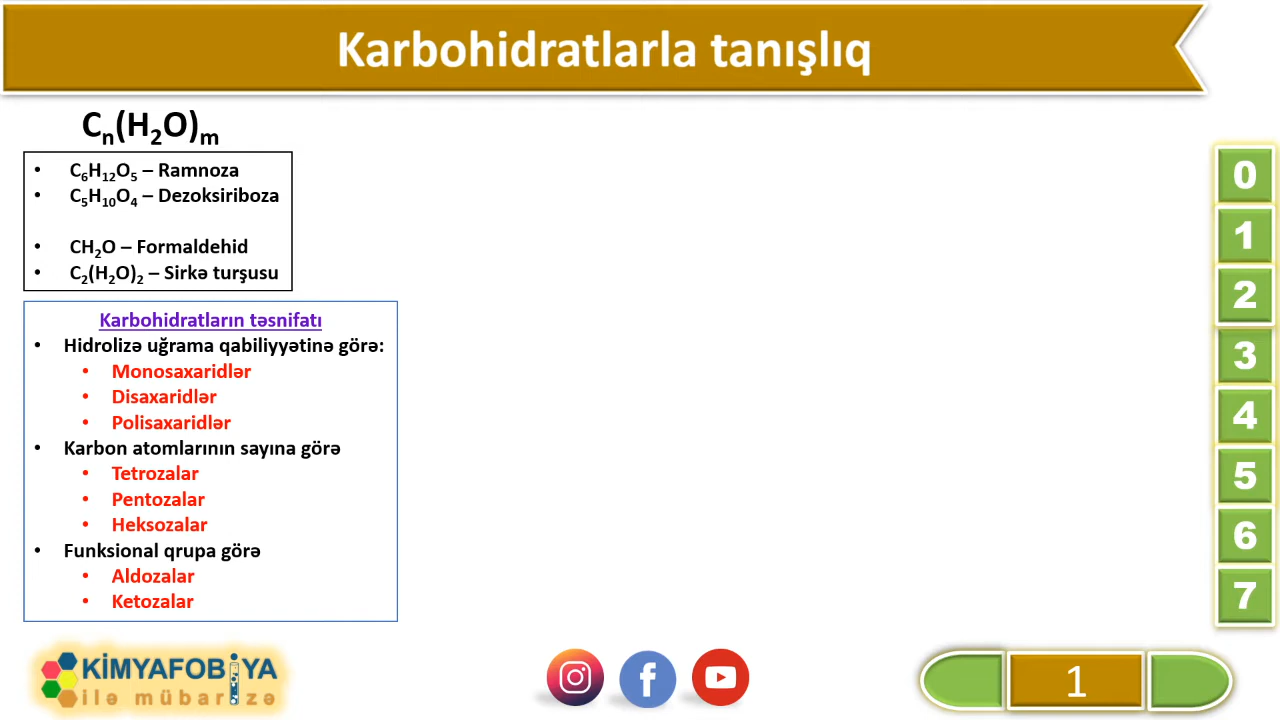 Karbohidratlarla tanışlıq
Cₙ(H₂O)ₘ
• C₆H₁₂O₅ – Ramnoza
• C₅H₁₀O₄ – Dezoksiriboza
• CH₂O – Formaldehid
• C₂(H₂O)₂ – Sirkə turşusu
Karbohidratların təsnifatı
• Hidrolizə uğrama qabiliyyətinə görə:
• Monosaxaridlər
• Disaxaridlər
• Polisaxaridlər
• Karbon atomlarının sayına görə
• Tetrozalar
• Pentozalar
• Heksozalar
• Funksional qrupa görə
• Aldozalar
• Ketozalar
0
1
2
3
4
5
6
7
KİMYAFOBİYA
ilə mübarizə
1